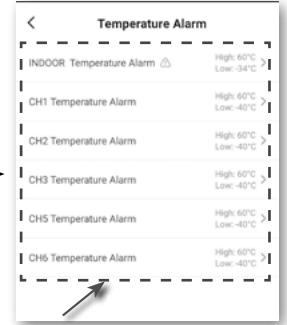 Temperature Alarm
INDOOR Temperature Alarm
High: 60°C
Low: -34°C
CH1 Temperature Alarm
High: 60°C
Low: -40°C
CH2 Temperature Alarm
High: 60°C
Low: -40°C
CH3 Temperature Alarm
High: 60°C
Low: -40°C
CH5 Temperature Alarm
High: 60°C
Low: -40°C
CH6 Temperature Alarm
High: 60°C
Low: -40°C